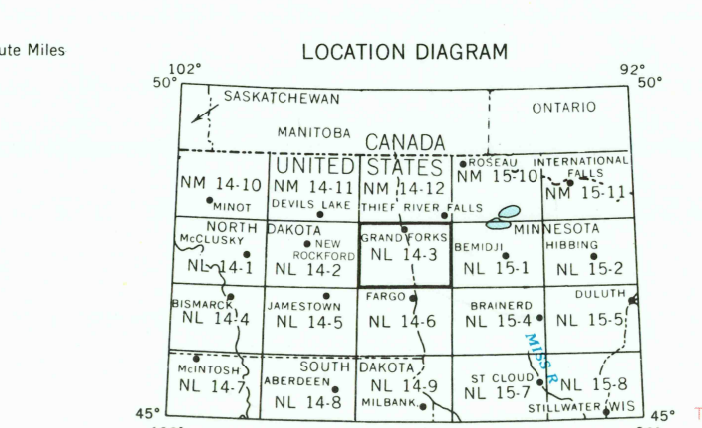 ute Miles
LOCATION DIAGRAM
102°
92°
50°
50°
SASKATCHEWAN
ONTARIO
MANITOBA
CANADA
UNITED STATES
ROSEAU
INTERNATIONAL FALLS
NM 14-10
NM 14-11
NM 14-12
NM 15-10
NM 15-11
MINOT
DEVILS LAKE
THIEF RIVER FALLS
NORTH DAKOTA
MINNESOTA
McCLUSKY
NEW ROCKFORD
GRAND FORKS
BEMIDJI
HIBBING
NL 14-1
NL 14-2
NL 14-3
NL 15-1
NL 15-2
BISMARCK
JAMESTOWN
FARGO
BRAINERD
DULUTH
NL 14-4
NL 14-5
NL 14-6
NL 15-4
NL 15-5
MISS R
SOUTH DAKOTA
McINTOSH
ABERDEEN
ST CLOUD
NL 14-7
NL 14-8
NL 14-9
NL 15-7
NL 15-8
MILBANK
STILLWATER
WIS
45°
45°
T